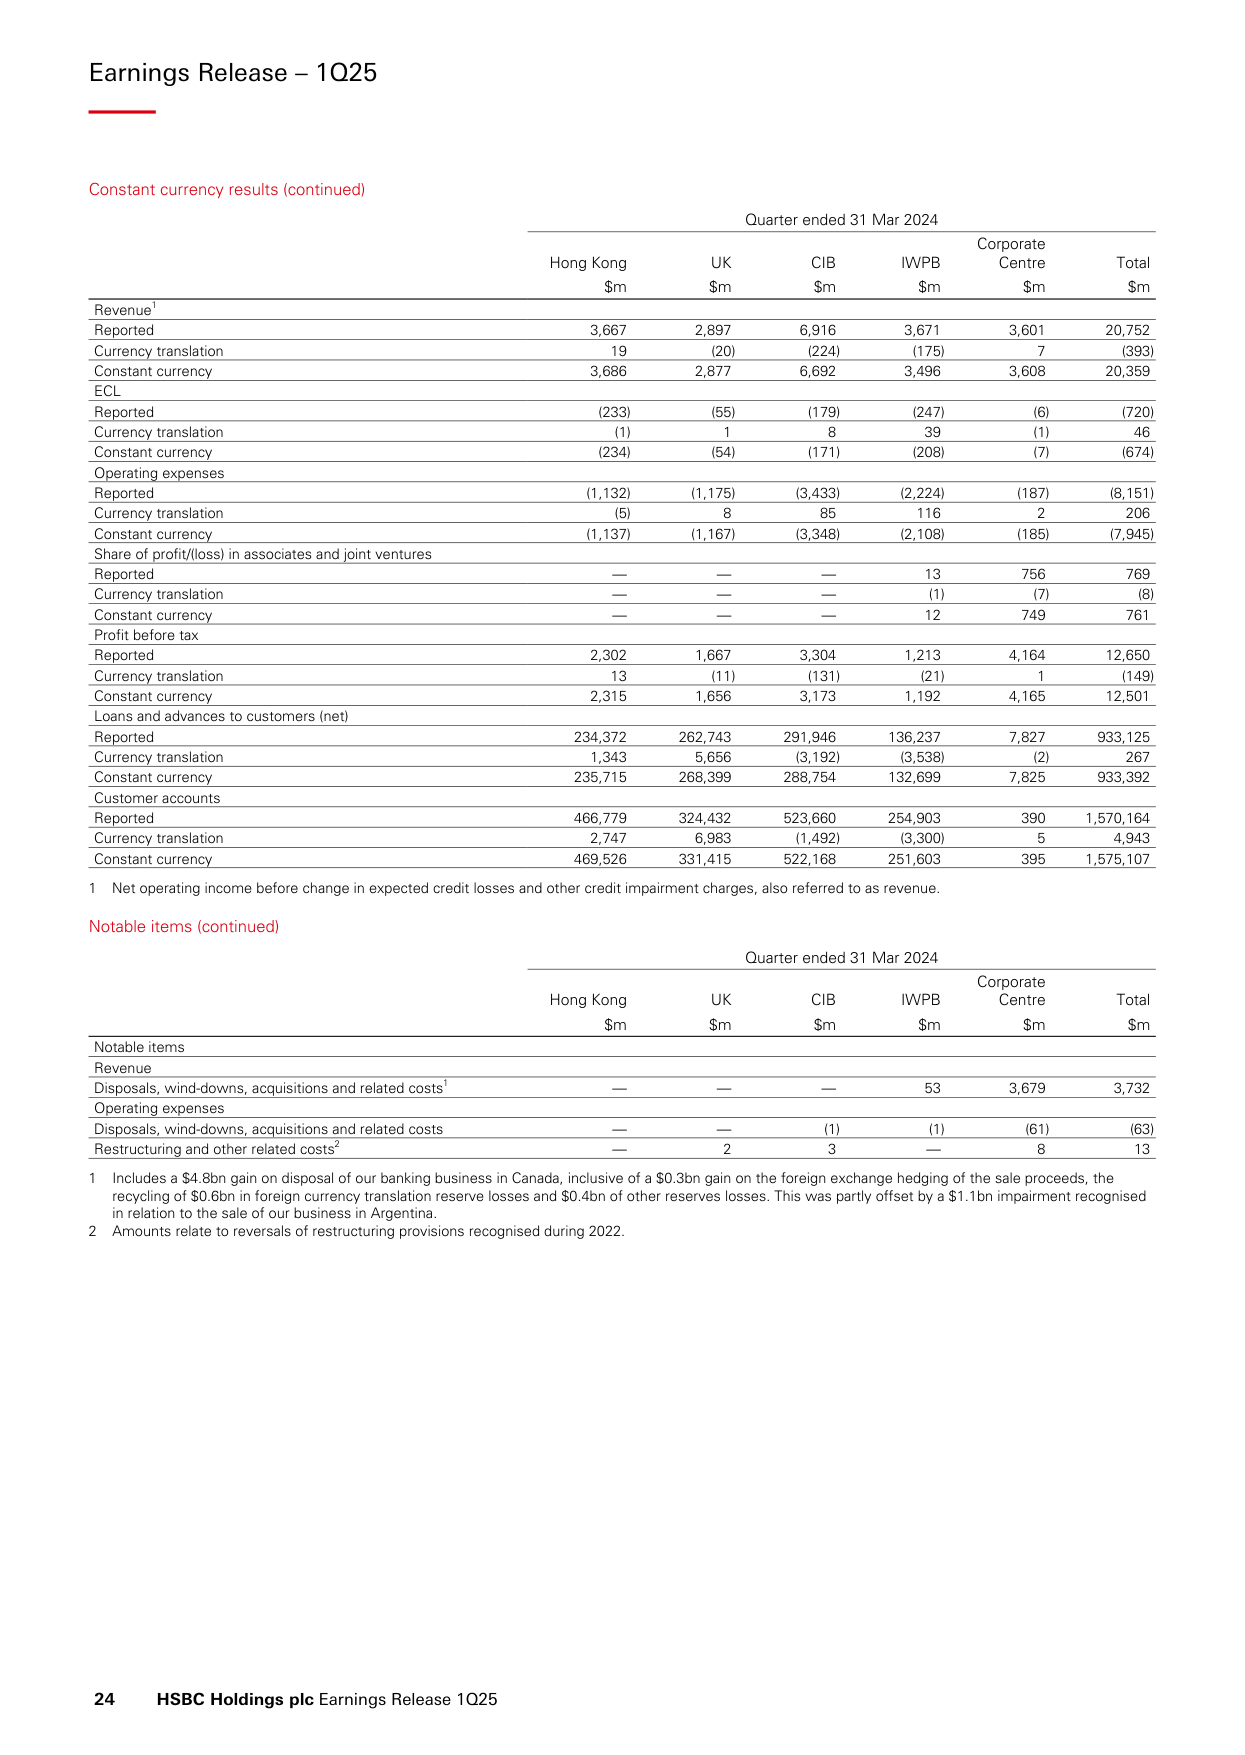 Earnings Release – 1Q25
Constant currency results (continued)
Quarter ended 31 Mar 2024
Hong Kong UK CIB IWPB Corporate Centre Total
$m $m $m $m $m $m
Revenue1
Reported 3,667 2,897 6,916 3,671 3,601 20,752
Currency translation 19 (20) (224) (175) 7 (393)
Constant currency 3,686 2,877 6,692 3,496 3,608 20,359
ECL
Reported (233) (55) (179) (247) (6) (720)
Currency translation (1) 1 8 39 (1) 46
Constant currency (234) (54) (171) (208) (7) (674)
Operating expenses
Reported (1,132) (1,175) (3,433) (2,224) (187) (8,151)
Currency translation (5) 8 85 116 2 206
Constant currency (1,137) (1,167) (3,348) (2,108) (185) (7,945)
Share of profit/(loss) in associates and joint ventures
Reported — — — 13 756 769
Currency translation — — — (1) (7) (8)
Constant currency — — — 12 749 761
Profit before tax
Reported 2,302 1,667 3,304 1,213 4,164 12,650
Currency translation 13 (11) (131) (21) 1 (149)
Constant currency 2,315 1,656 3,173 1,192 4,165 12,501
Loans and advances to customers (net)
Reported 234,372 262,743 291,946 136,237 7,827 933,125
Currency translation 1,343 5,656 (3,192) (3,538) (2) 267
Constant currency 235,715 268,399 288,754 132,699 7,825 933,392
Customer accounts
Reported 466,779 324,432 523,660 254,903 390 1,570,164
Currency translation 2,747 6,983 (1,492) (3,300) 5 4,943
Constant currency 469,526 331,415 522,168 251,603 395 1,575,107
1 Net operating income before change in expected credit losses and other credit impairment charges, also referred to as revenue.
Notable items (continued)
Quarter ended 31 Mar 2024
Hong Kong UK CIB IWPB Corporate Centre Total
$m $m $m $m $m $m
Notable items
Revenue
Disposals, wind-downs, acquisitions and related costs1 — — — 53 3,679 3,732
Operating expenses
Disposals, wind-downs, acquisitions and related costs — — (1) (1) (61) (63)
Restructuring and other related costs2 — 2 3 — 8 13
1 Includes a $4.8bn gain on disposal of our banking business in Canada, inclusive of a $0.3bn gain on the foreign exchange hedging of the sale proceeds, the
recycling of $0.6bn in foreign currency translation reserve losses and $0.4bn of other reserves losses. This was partly offset by a $1.1bn impairment recognised
in relation to the sale of our business in Argentina.
2 Amounts relate to reversals of restructuring provisions recognised during 2022.
24 HSBC Holdings plc Earnings Release 1Q25